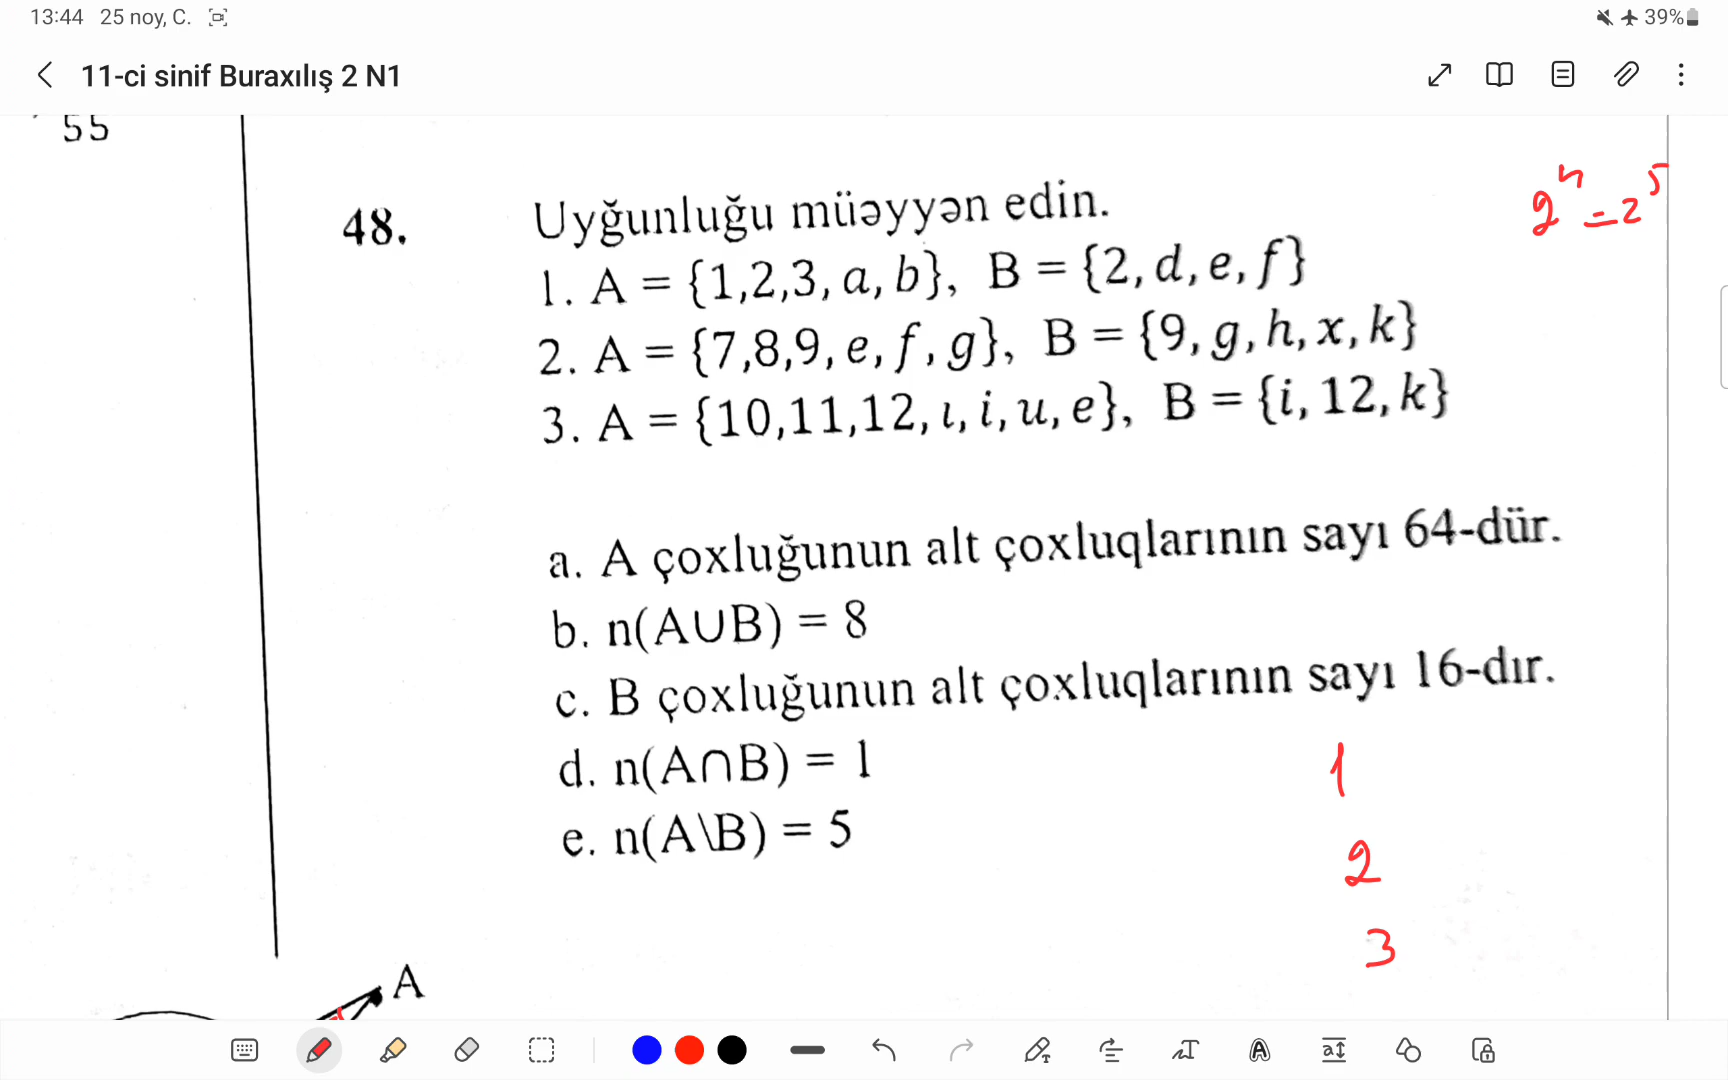 13:44 25 noy, C. 39%
11-ci sinif Buraxılış 2 N1
55
48. Uyğunluğu müəyyən edin.
1. A = {1,2,3, a, b}, B = {2, d, e, f}
2. A = {7,8,9, e, f, g}, B = {9, g, h, x, k}
3. A = {10,11,12, ı, i, u, e}, B = {i, 12, k}
2ⁿ = 2⁵
a. A çoxluğunun alt çoxluqlarının sayı 64-dür.
b. n(A∪B) = 8
c. B çoxluğunun alt çoxluqlarının sayı 16-dır.
d. n(A∩B) = 1
e. n(A\B) = 5
1
2
3
A